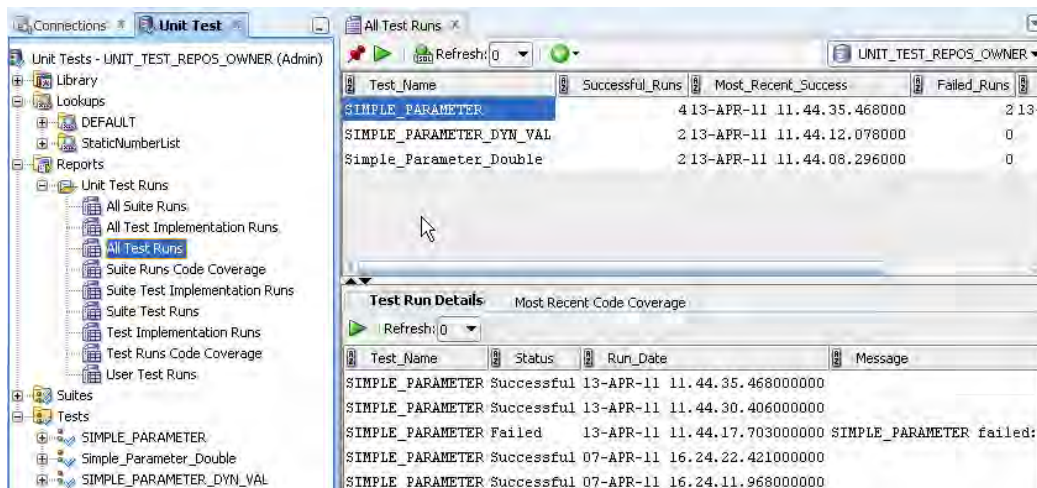 Connections
Unit Test
Unit Tests - UNIT_TEST_REPOS_OWNER (Admin)
Library
Lookups
DEFAULT
StaticNumberList
Reports
Unit Test Runs
All Suite Runs
All Test Implementation Runs
All Test Runs
Suite Runs Code Coverage
Suite Test Implementation Runs
Suite Test Runs
Test Implementation Runs
Test Runs Code Coverage
User Test Runs
Suites
Tests
SIMPLE_PARAMETER
Simple_Parameter_Double
SIMPLE_PARAMETER_DYN_VAL
All Test Runs
Refresh: 0
UNIT_TEST_REPOS_OWNER
Test_Name Successful_Runs Most_Recent_Success Failed_Runs
SIMPLE_PARAMETER 4 13-APR-11 11.44.35.468000 2 13-
SIMPLE_PARAMETER_DYN_VAL 2 13-APR-11 11.44.12.078000 0
Simple_Parameter_Double 2 13-APR-11 11.44.08.296000 0
Test Run Details Most Recent Code Coverage
Refresh: 0
Test_Name Status Run_Date Message
SIMPLE_PARAMETER Successful 13-APR-11 11.44.35.468000000
SIMPLE_PARAMETER Successful 13-APR-11 11.44.30.406000000
SIMPLE_PARAMETER Failed 13-APR-11 11.44.17.703000000 SIMPLE_PARAMETER failed:
SIMPLE_PARAMETER Successful 07-APR-11 16.24.22.421000000
SIMPLE_PARAMETER Successful 07-APR-11 16.24.11.968000000